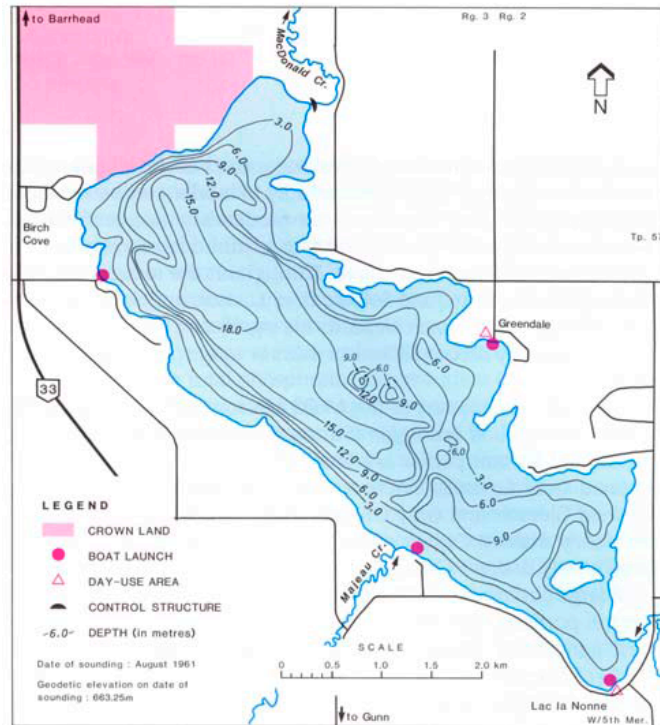 to Barrhead
Rg. 3 Rg. 2
MacDonald Cr.
N
3.0
6.0
9.0
12.0
15.0
Tp. 57
Birch
Cove
18.0
Greendale
6.0
9.0
6.0
12.0
9.0
33
15.0
12.0
9.0
6.0
3.0
6.0
3.0
6.0
9.0
LEGEND
CROWN LAND
BOAT LAUNCH
DAY-USE AREA
CONTROL STRUCTURE
-6.0- DEPTH (in metres)
Majeau Cr.
Date of sounding : August 1961
Geodetic elevation on date of
sounding : 663.25m
SCALE
0 1 2.0 km
to Gunn
Lac la Nonne
W/5th Mer.